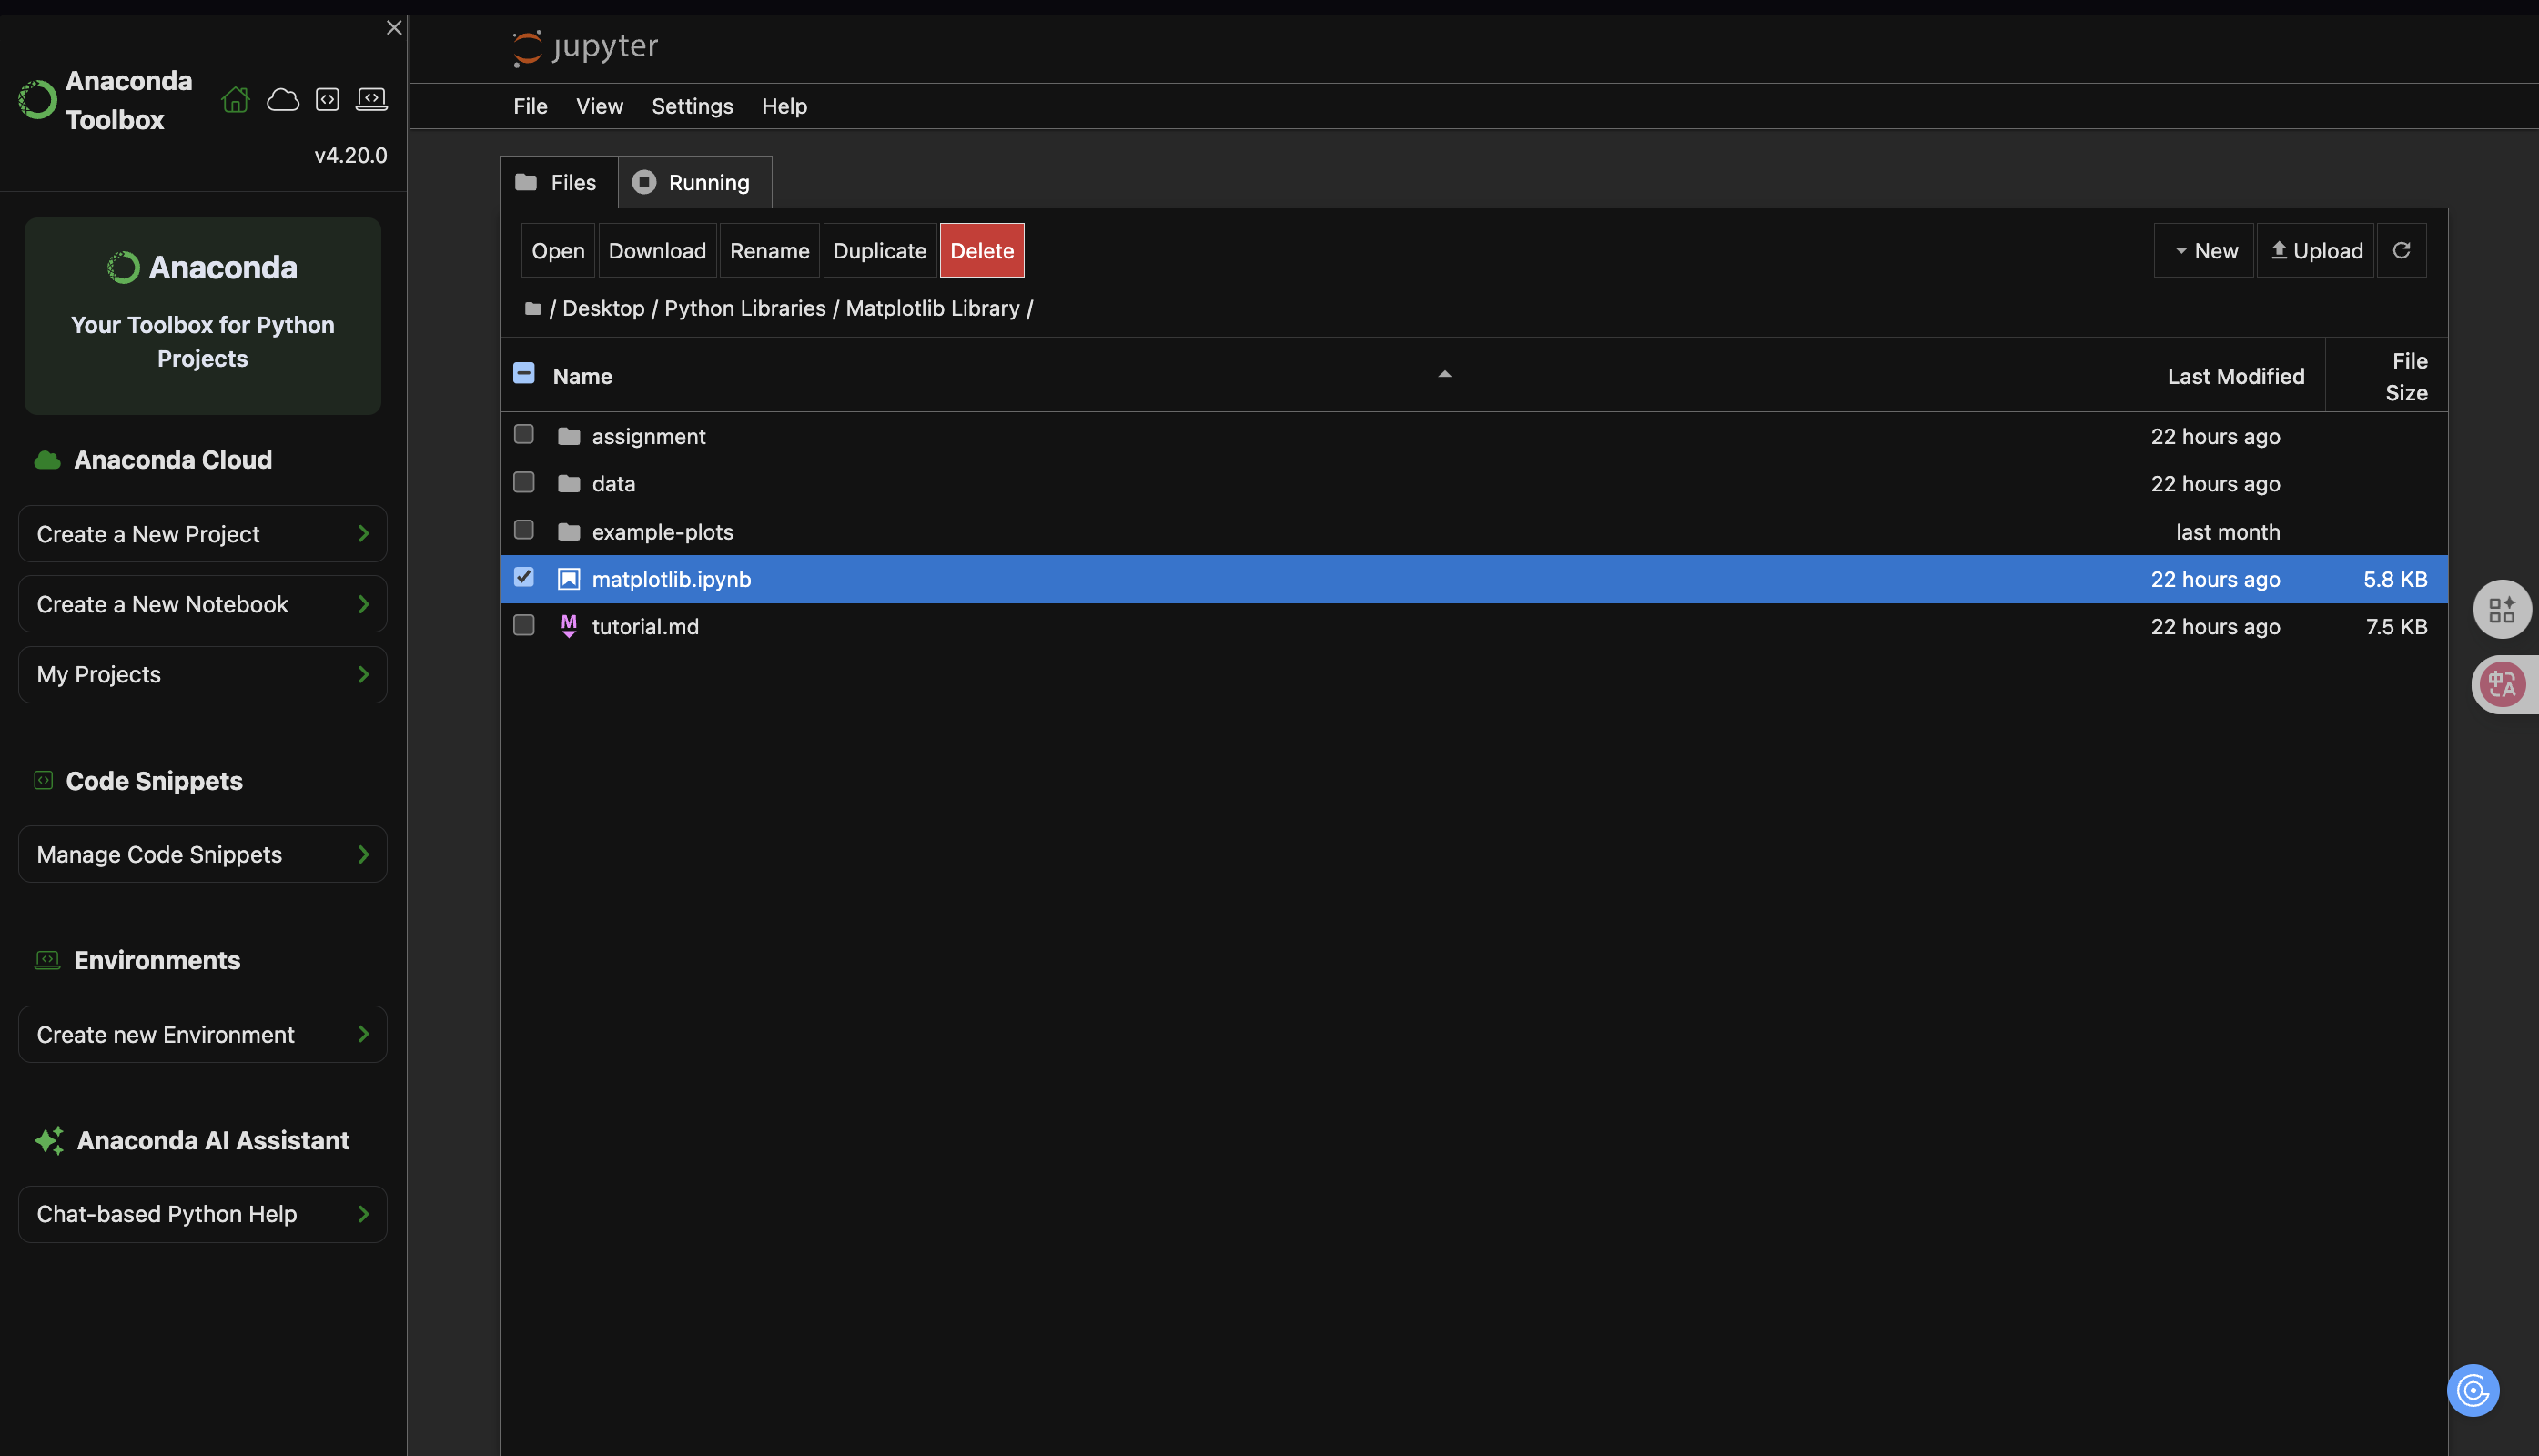 Anaconda
Toolbox
v4.20.0
Anaconda
Your Toolbox for Python
Projects
Anaconda Cloud
Create a New Project
Create a New Notebook
My Projects
Code Snippets
Manage Code Snippets
Environments
Create new Environment
Anaconda AI Assistant
Chat-based Python Help
jupyter
File View Settings Help
Files Running
Open Download Rename Duplicate Delete New Upload
/ Desktop / Python Libraries / Matplotlib Library /
Name Last Modified File Size
assignment 22 hours ago
data 22 hours ago
example-plots last month
matplotlib.ipynb 22 hours ago 5.8 KB
M tutorial.md 22 hours ago 7.5 KB
中A